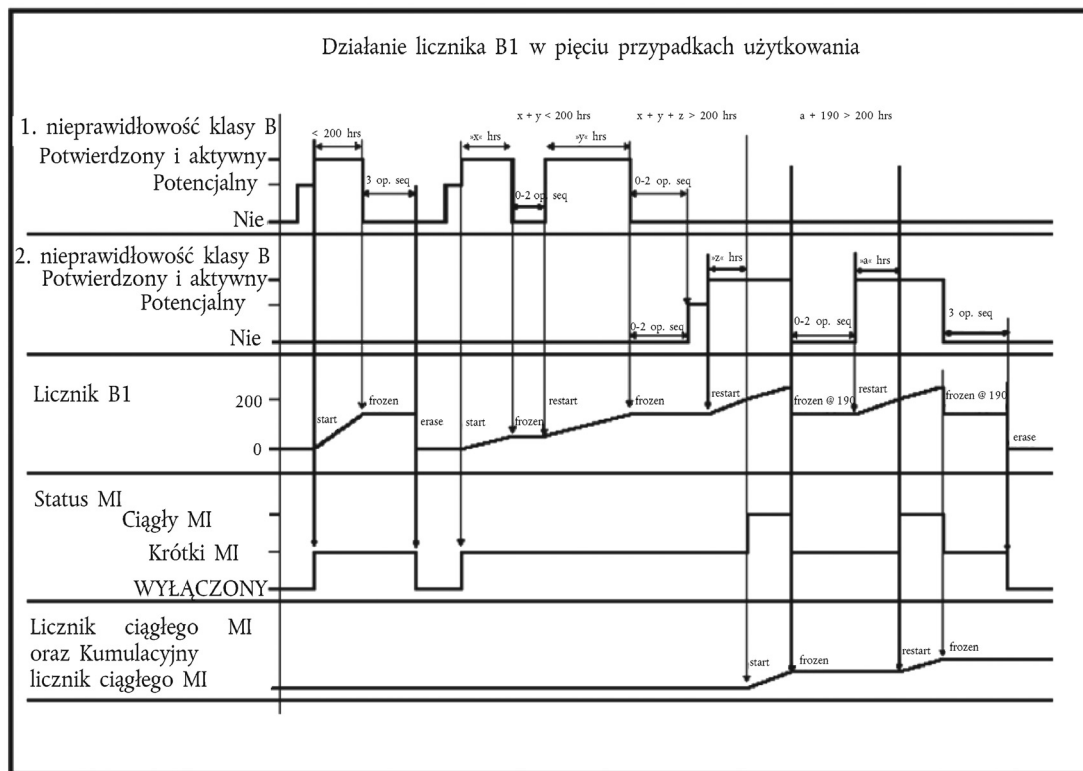 Działanie licznika B1 w pięciu przypadkach użytkowania
x + y < 200 hrs
x + y + z > 200 hrs
a + 190 > 200 hrs
1. nieprawidłowość klasy B
< 200 hrs
»x« hrs
»y« hrs
Potwierdzony i aktywny
Potencjalny
3 op. seq
0-2 op. seq
0-2 op. seq
Nie
2. nieprawidłowość klasy B
»z« hrs
»a« hrs
Potwierdzony i aktywny
Potencjalny
0-2 op. seq
0-2 op. seq
3 op. seq
Nie
Licznik B1
200
0
start
frozen
erase
start
frozen
restart
frozen
restart
frozen @ 190
restart
frozen @ 190
erase
Status MI
Ciągły MI
Krótki MI
WYŁĄCZONY
Licznik ciągłego MI
oraz Kumulacyjny
licznik ciągłego MI
start
frozen
restart
frozen